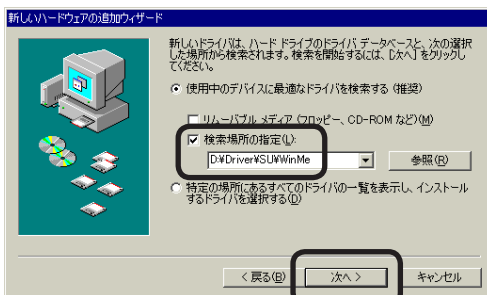 新しいハードウェアの追加ウィザード
新しいドライバは、ハード ドライブのドライバ データベースと、次の選択
した場所から検索されます。検索を開始するには、[次へ] をクリックし
てください。
使用中のデバイスに最適なドライバを検索する (推奨)
リムーバブル メディア (フロッピー、CD-ROM など)(M)
検索場所の指定(L):
D:¥Driver¥SU¥WinMe
参照(R)
特定の場所にあるすべてのドライバの一覧を表示し、インストール
するドライバを選択する(D)
< 戻る(B)
次へ >
キャンセル